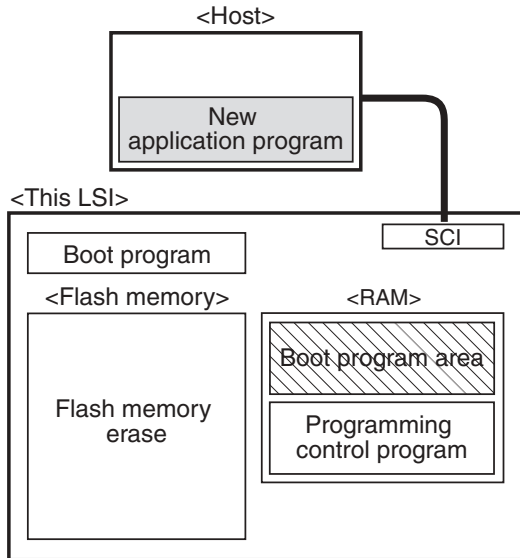 <Host>
New
application program
<This LSI>
SCI
Boot program
<Flash memory>
<RAM>
Boot program area
Flash memory
erase
Programming
control program